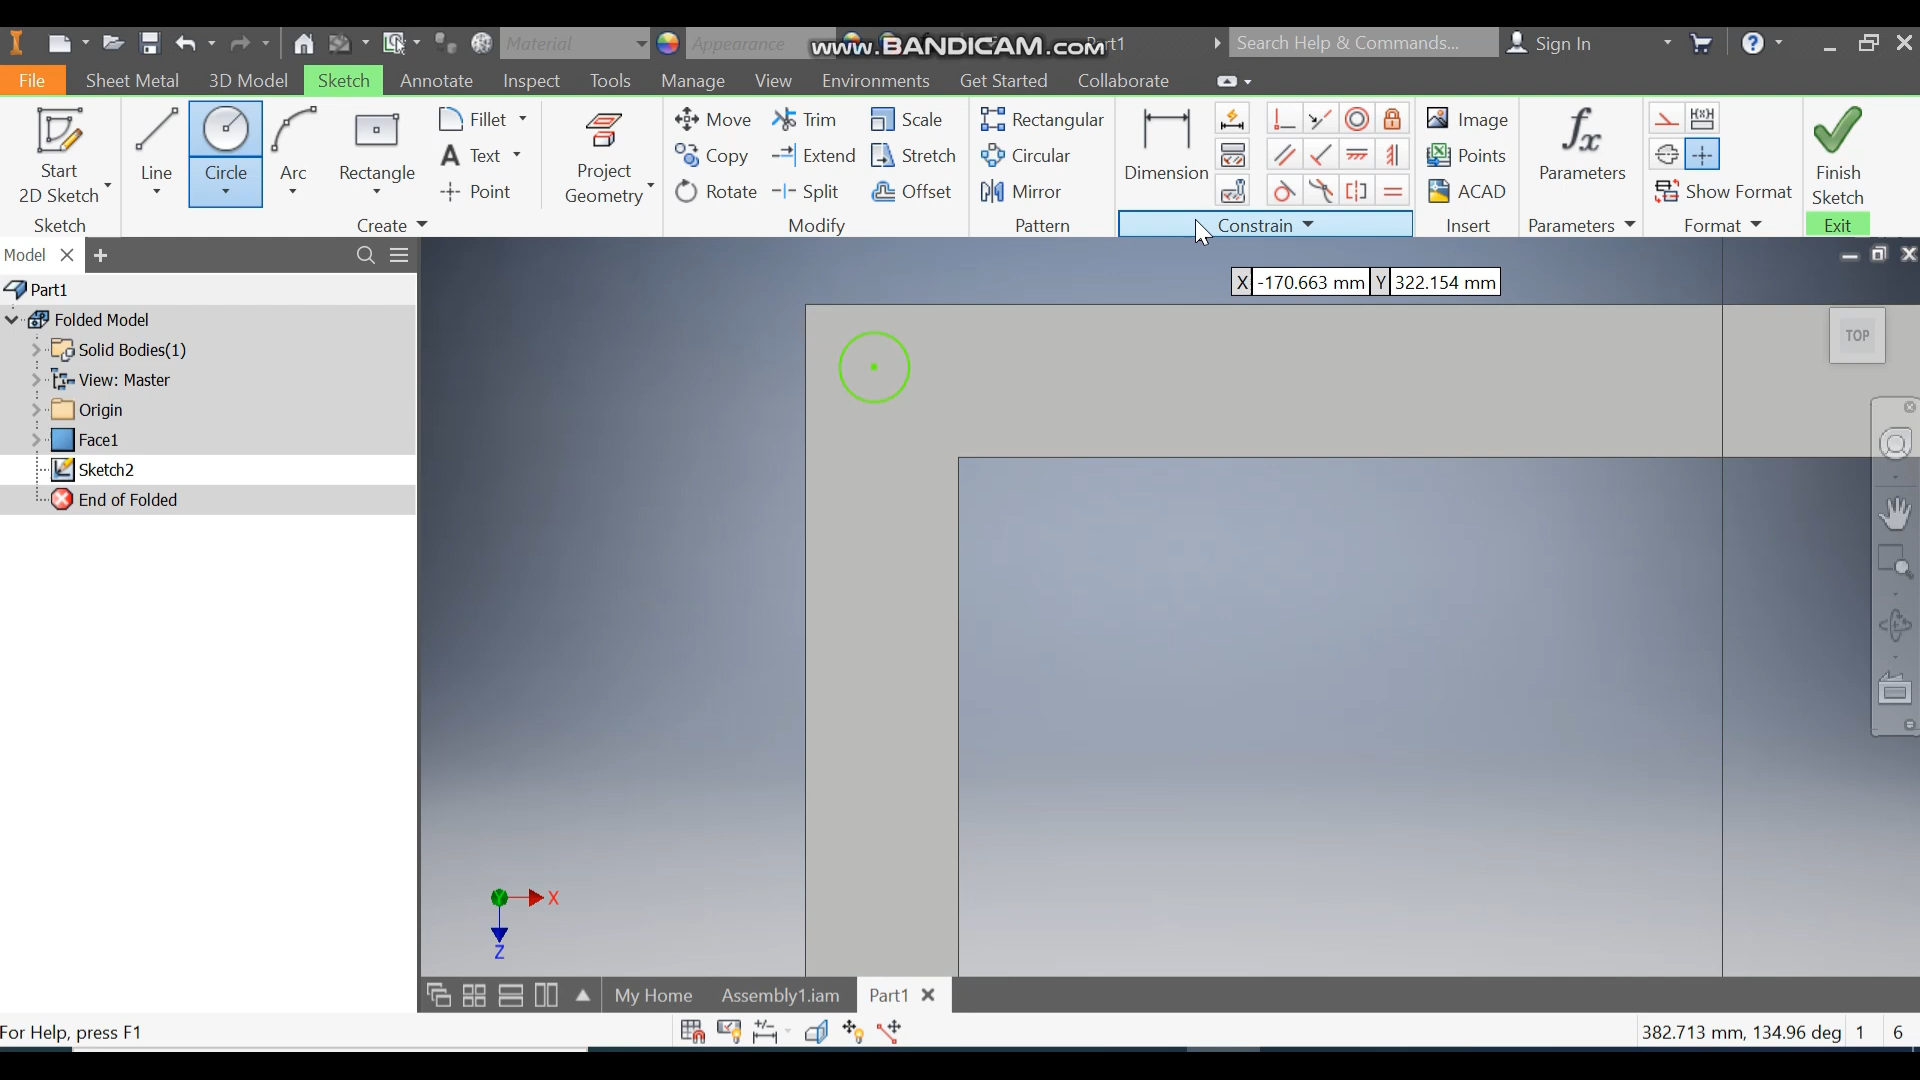 Material
Appearance
www.BANDICAM.com
Part1
Search Help & Commands...
Sign In
File
Sheet Metal
3D Model
Sketch
Annotate
Inspect
Tools
Manage
View
Environments
Get Started
Collaborate
Start
2D Sketch
Line
Circle
Arc
Rectangle
Fillet
Text
Point
Project
Geometry
Move
Copy
Rotate
Trim
Extend
Split
Scale
Stretch
Offset
Rectangular
Circular
Mirror
Dimension
Image
Points
ACAD
fx
Parameters
Show Format
Finish
Sketch
Sketch
Create
Modify
Pattern
Constrain
Insert
Parameters
Format
Exit
Model
Part1
Folded Model
Solid Bodies(1)
View: Master
Origin
Face1
Sketch2
End of Folded
X -170.663 mm Y 322.154 mm
TOP
X
Z
My Home
Assembly1.iam
Part1
For Help, press F1
382.713 mm, 134.96 deg 1 6